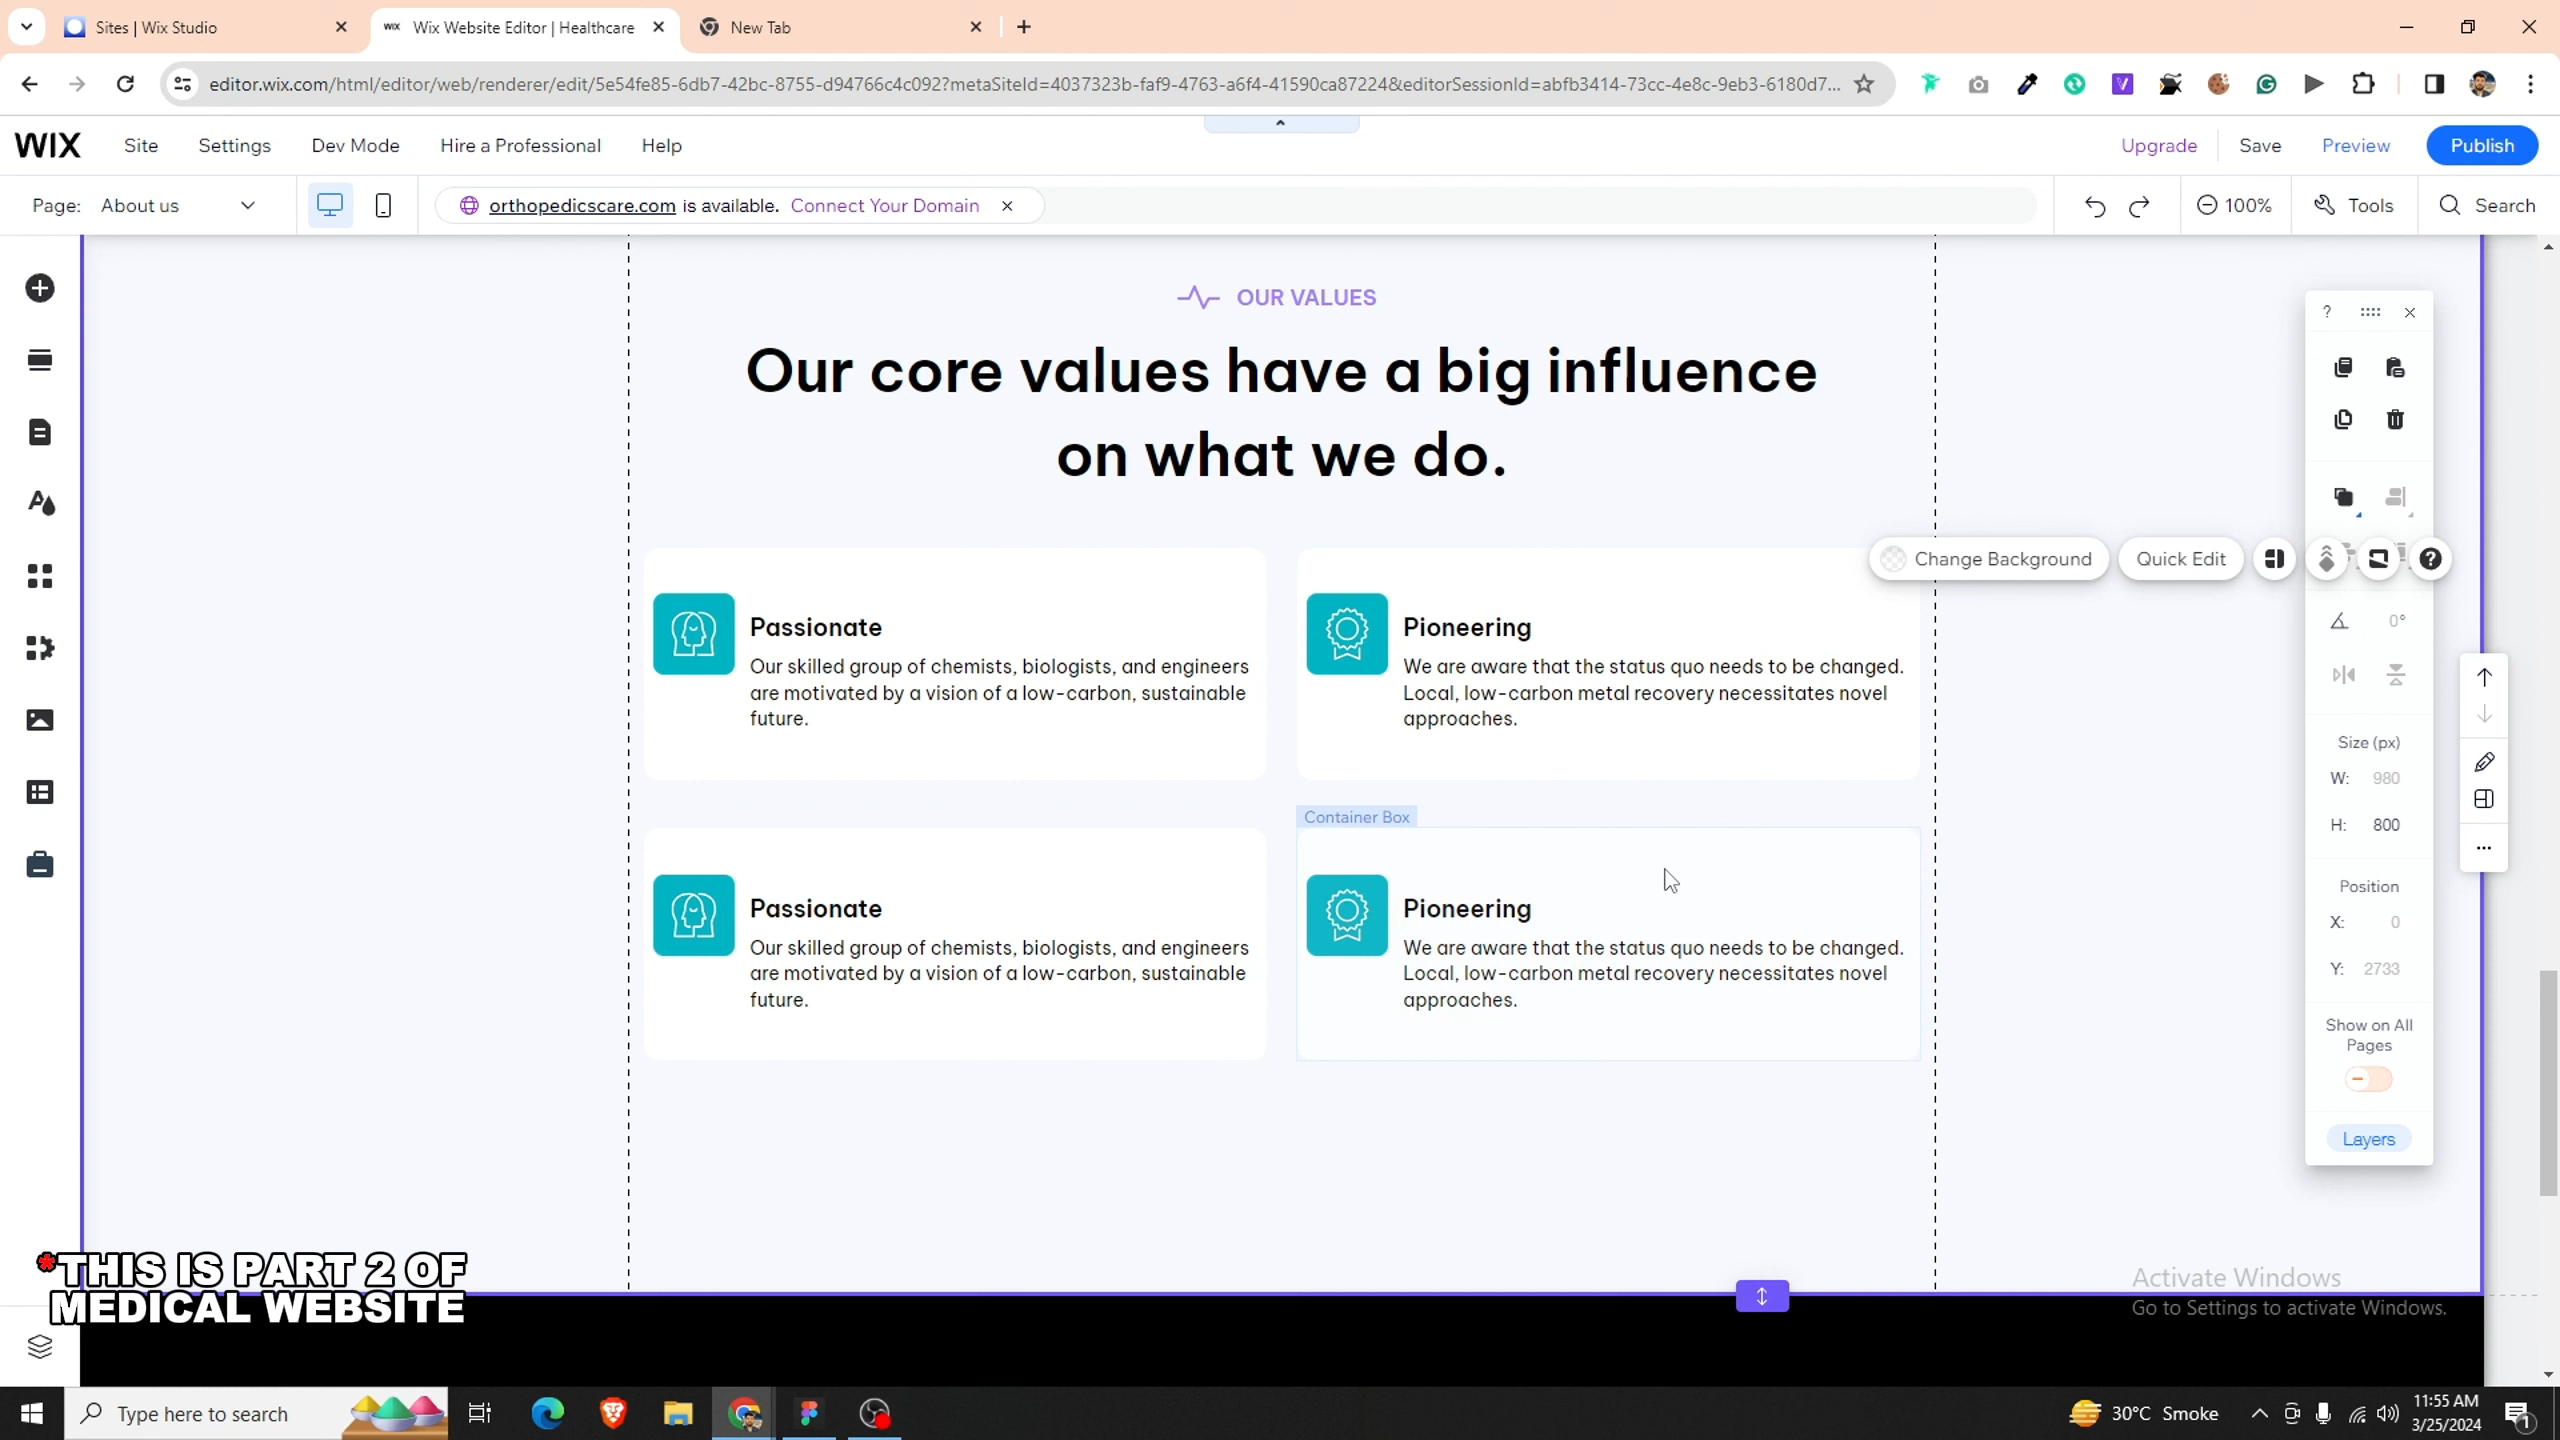 Sites | Wix Studio
WIX Wix Website Editor | Healthcare
New Tab
editor.wix.com/html/editor/web/renderer/edit/5e54fe85-6db7-42bc-8755-d94766c4c092?metaSiteId=4037323b-faf9-4763-a6f4-41590ca87224&editorSessionId=abfb3414-73cc-4e8c-9eb3-6180d7...
WIX Site Settings Dev Mode Hire a Professional Help
Upgrade Save Preview Publish
Page: About us
orthopedicscare.com is available. Connect Your Domain
100% Tools Search
OUR VALUES
Our core values have a big influence
on what we do.
Change Background Quick Edit
Passionate
Our skilled group of chemists, biologists, and engineers
are motivated by a vision of a low-carbon, sustainable
future.
Pioneering
We are aware that the status quo needs to be changed.
Local, low-carbon metal recovery necessitates novel
approaches.
Container Box
Passionate
Our skilled group of chemists, biologists, and engineers
are motivated by a vision of a low-carbon, sustainable
future.
Pioneering
We are aware that the status quo needs to be changed.
Local, low-carbon metal recovery necessitates novel
approaches.
?
0°
Size (px)
W: 980
H: 800
Position
X: 0
Y: 2733
Show on All
Pages
Layers
*THIS IS PART 2 OF
MEDICAL WEBSITE
Activate Windows
Go to Settings to activate Windows.
Type here to search
30°C Smoke
11:55 AM
3/25/2024
1